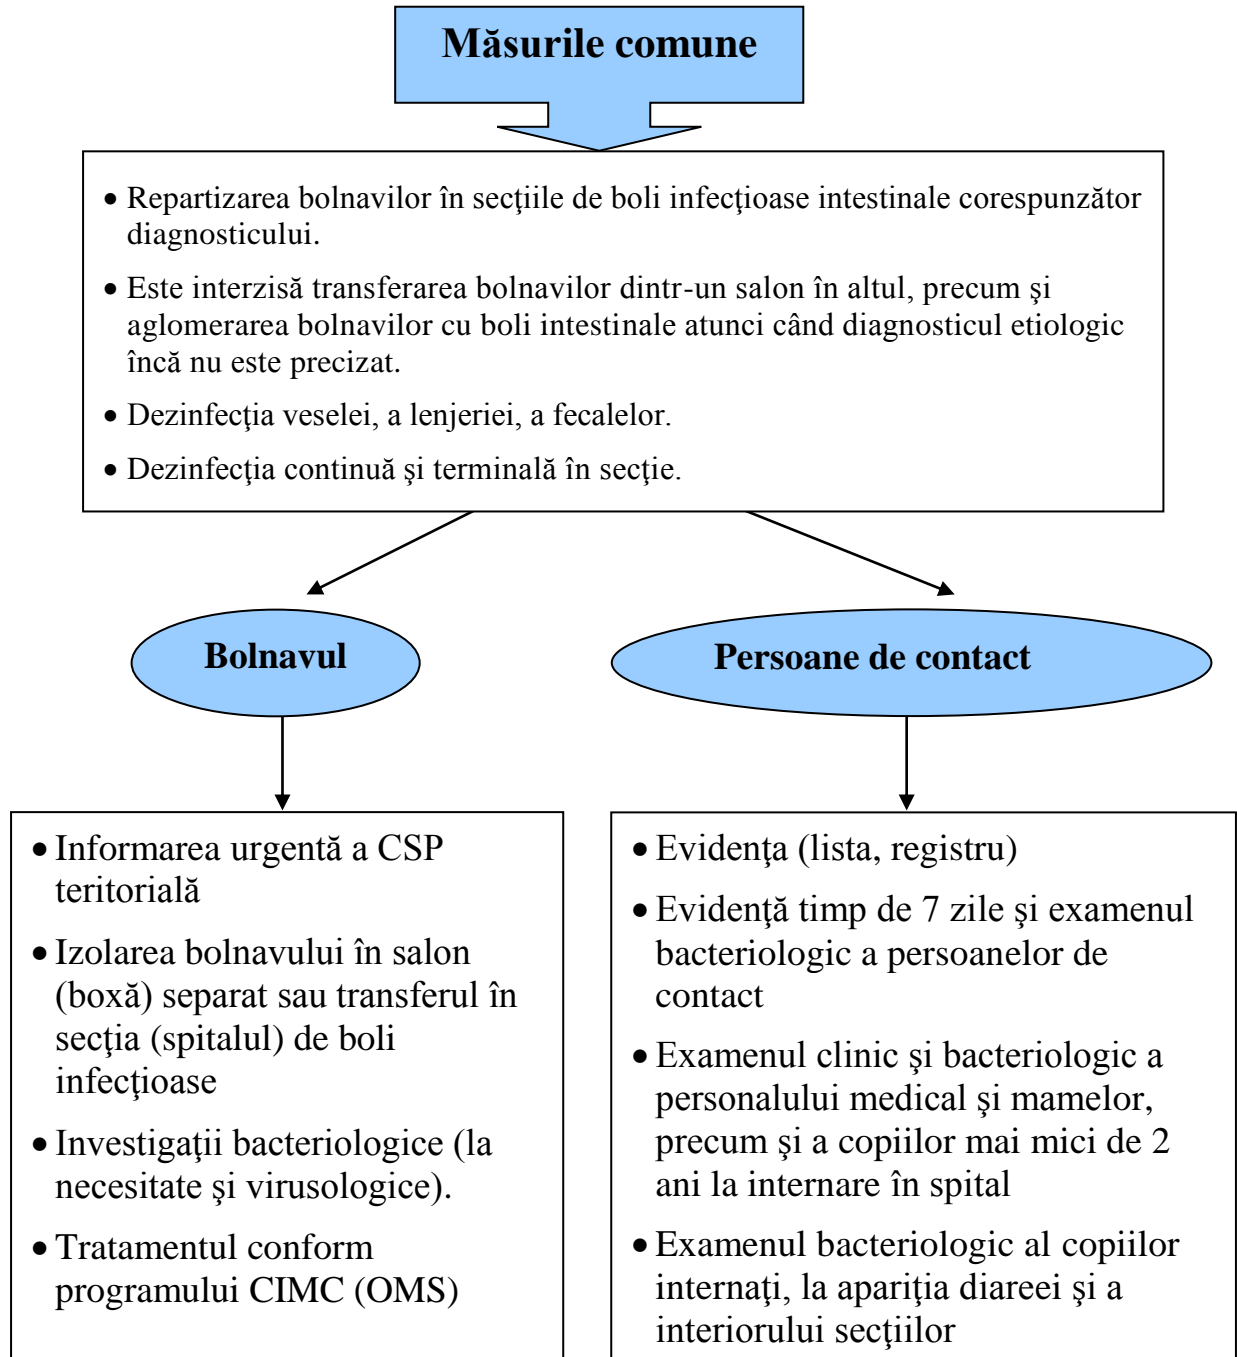 Măsurile comune
• Repartizarea bolnavilor în secţiile de boli infecţioase intestinale corespunzător
diagnosticului.
• Este interzisă transferarea bolnavilor dintr-un salon în altul, precum şi
aglomerarea bolnavilor cu boli intestinale atunci când diagnosticul etiologic
încă nu este precizat.
• Dezinfecţia veselei, a lenjeriei, a fecalelor.
• Dezinfecţia continuă şi terminală în secţie.
Bolnavul
Persoane de contact
• Informarea urgentă a CSP
teritorială
• Izolarea bolnavului în salon
(boxă) separat sau transferul în
secţia (spitalul) de boli
infecţioase
• Investigaţii bacteriologice (la
necesitate şi virusologice).
• Tratamentul conform
programului CIMC (OMS)
• Evidenţa (lista, registru)
• Evidenţă timp de 7 zile şi examenul
bacteriologic a persoanelor de
contact
• Examenul clinic şi bacteriologic a
personalului medical şi mamelor,
precum şi a copiilor mai mici de 2
ani la internare în spital
• Examenul bacteriologic al copiilor
internaţi, la apariţia diareei şi a
interiorului secţiilor